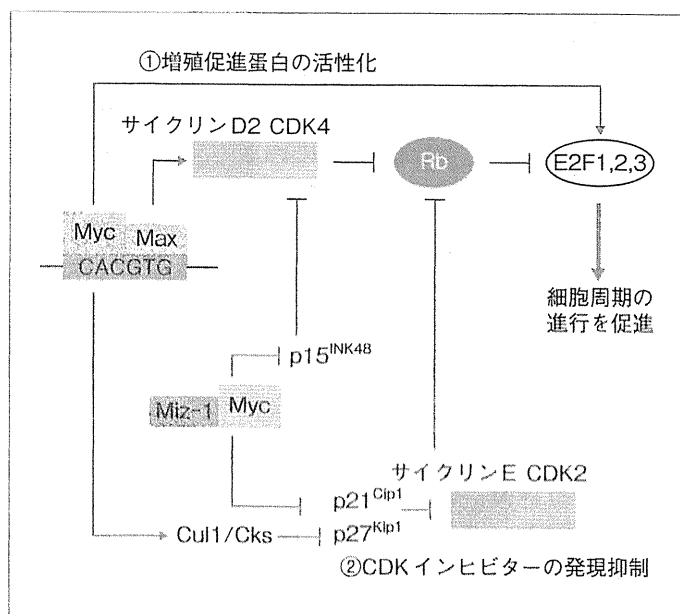 ①増殖促進蛋白の活性化
サイクリンD2 CDK4
Rb
E2F1,2,3
Myc
Max
CACGTG
細胞周期の
進行を促進
p15INK48
Miz-1
Myc
サイクリンE CDK2
p21Cip1
p27Kip1
Cul1/Cks
②CDKインヒビターの発現抑制